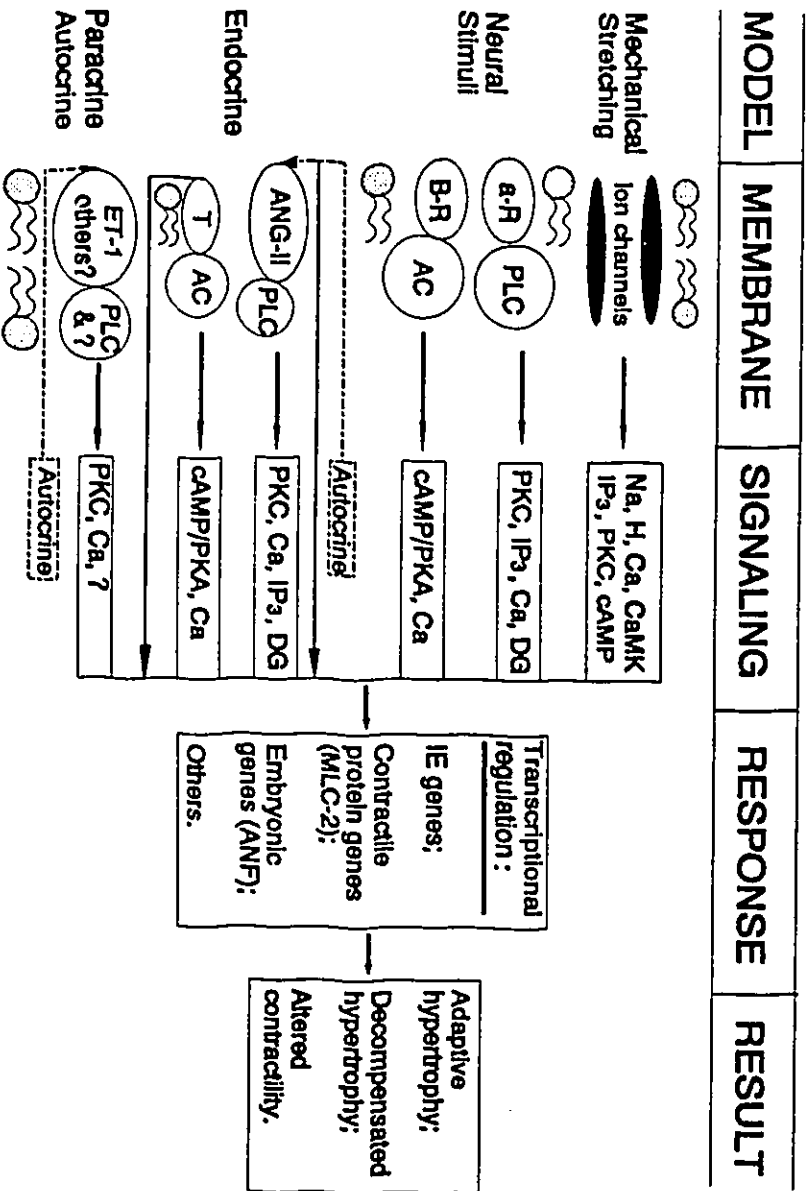 MODEL
MEMBRANE
SIGNALING
RESPONSE
RESULT
Mechanical
Stretching
Ion channels
Na, H, Ca, CaMK
IP3, PKC, cAMP
Neural
Stimuli
a-R
PLC
PKC, IP3, Ca, DG
B-R
AC
cAMP/PKA, Ca
Autocrine
Endocrine
ANG-II
PLC
PKC, Ca, IP3, DG
T
AC
cAMP/PKA, Ca
Paracrine
Autocrine
ET-1
others?
PLC
& ?
PKC, Ca, ?
Autocrine
Transcriptional
regulation :
IE genes;
Contractile
protein genes
(MLC-2);
Embryonic
genes (ANF);
Others.
Adaptive
hypertrophy;
Decompensated
hypertrophy;
Altered
contractility.